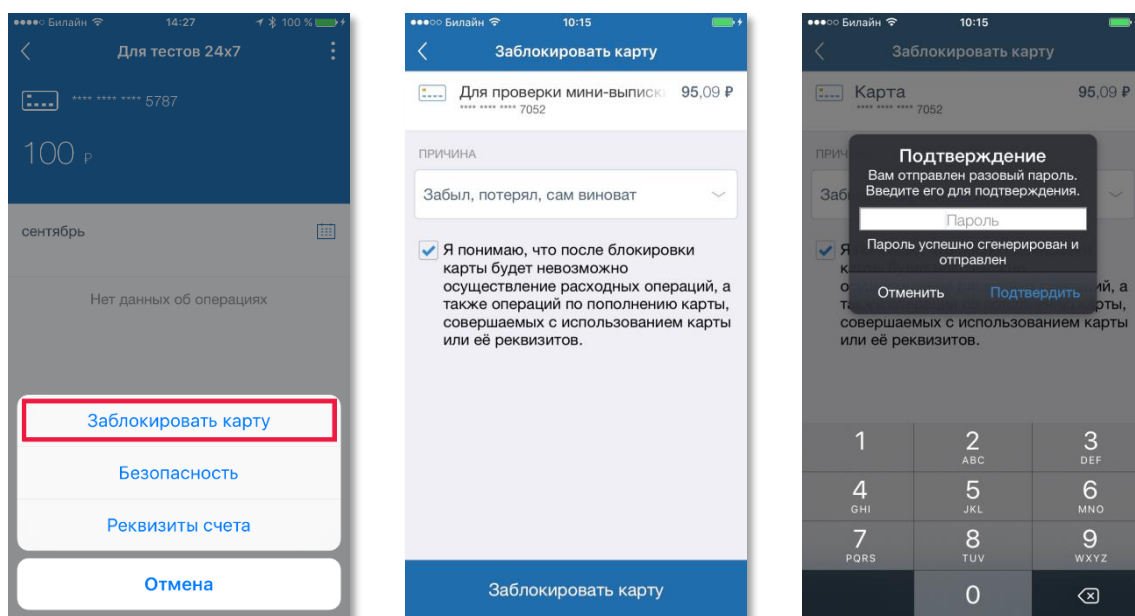 Билайн 14:27 100 %
Для тестов 24x7
**** **** **** 5787
100 ₽
сентябрь
Нет данных об операциях
Заблокировать карту
Безопасность
Реквизиты счета
Отмена
Билайн 10:15
Заблокировать карту
Для проверки мини-выписк 95,09 ₽
**** **** **** 7052
ПРИЧИНА
Забыл, потерял, сам виноват
Я понимаю, что после блокировки
карты будет невозможно
осуществление расходных операций, а
также операций по пополнению карты,
совершаемых с использованием карты
или её реквизитов.
Заблокировать карту
Билайн 10:15
Заблокировать карту
Карта 95,09 ₽
**** **** **** 7052
ПРИЧ
Заб
Подтверждение
Вам отправлен разовый пароль.
Введите его для подтверждения.
Пароль
Пароль успешно сгенерирован и
отправлен
Отменить Подтвердить
Я
ий, а
рты,
совершаемых с использованием карты
или её реквизитов.
1 2 3
ABC DEF
4 5 6
GHI JKL MNO
7 8 9
PQRS TUV WXYZ
0